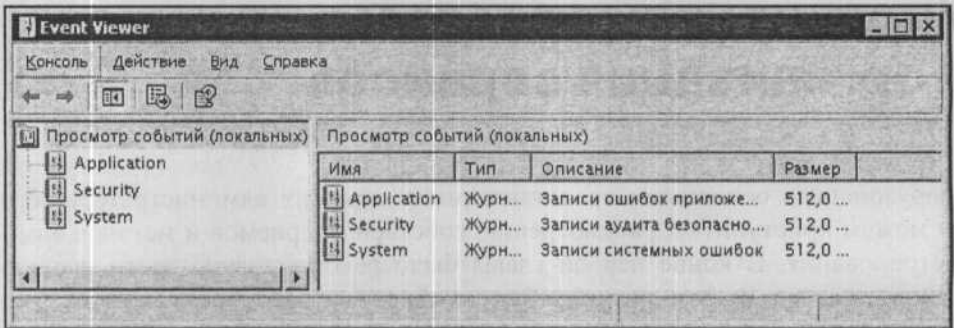 Event Viewer
Консоль Действие Вид Справка
Просмотр событий (локальных)
Application
Security
System
Просмотр событий (локальных)
Имя Тип Описание Размер
Application Журн... Записи ошибок приложе... 512,0 ...
Security Журн... Записи аудита безопасно... 512,0 ...
System Журн... Записи системных ошибок 512,0 ...